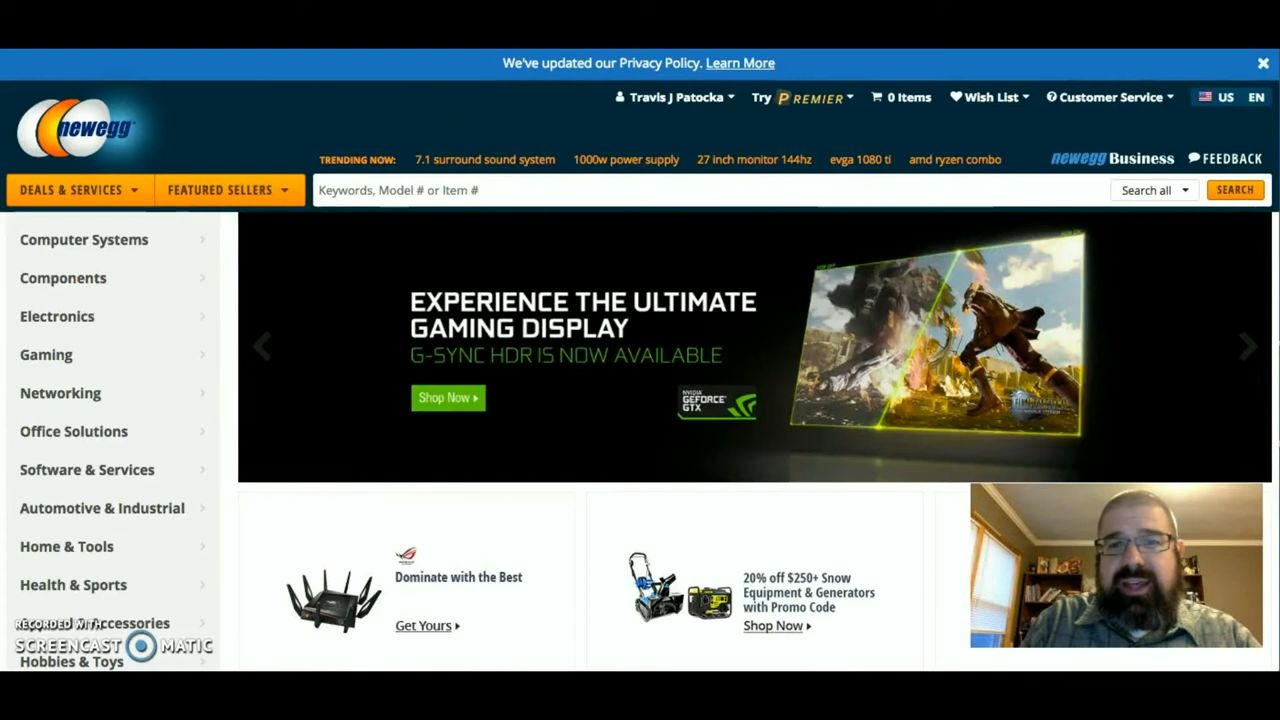 We've updated our Privacy Policy. Learn More
Travis J Patocka
Try PREMIER
0 Items
Wish List
Customer Service
US
EN
newegg
TRENDING NOW:
7.1 surround sound system
1000w power supply
27 inch monitor 144hz
evga 1080 ti
amd ryzen combo
newegg Business
FEEDBACK
DEALS & SERVICES
FEATURED SELLERS
Keywords, Model # or Item #
Search all
SEARCH
Computer Systems
Components
Electronics
Gaming
Networking
Office Solutions
Software & Services
Automotive & Industrial
Home & Tools
Health & Sports
Accessories
Hobbies & Toys
EXPERIENCE THE ULTIMATE
GAMING DISPLAY
G-SYNC HDR IS NOW AVAILABLE
Shop Now
NVIDIA
GEFORCE
GTX
Dominate with the Best
Get Yours
20% off $250+ Snow
Equipment & Generators
with Promo Code
Shop Now
RECORDED WITH
SCREENCAST MATIC